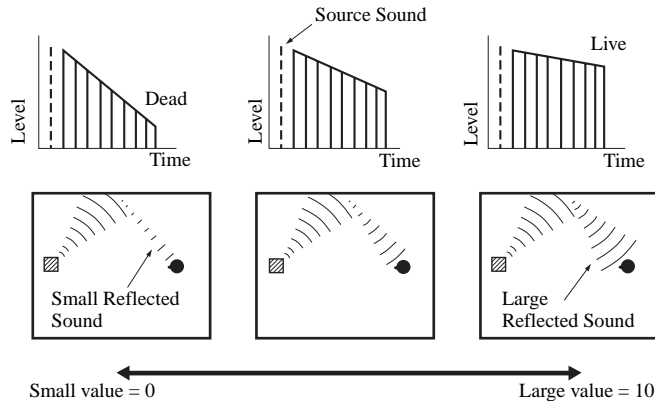 Source Sound
Level
Dead
Time
Level
Time
Level
Live
Time
Small Reflected
Sound
Large
Reflected Sound
Small value = 0
Large value = 10